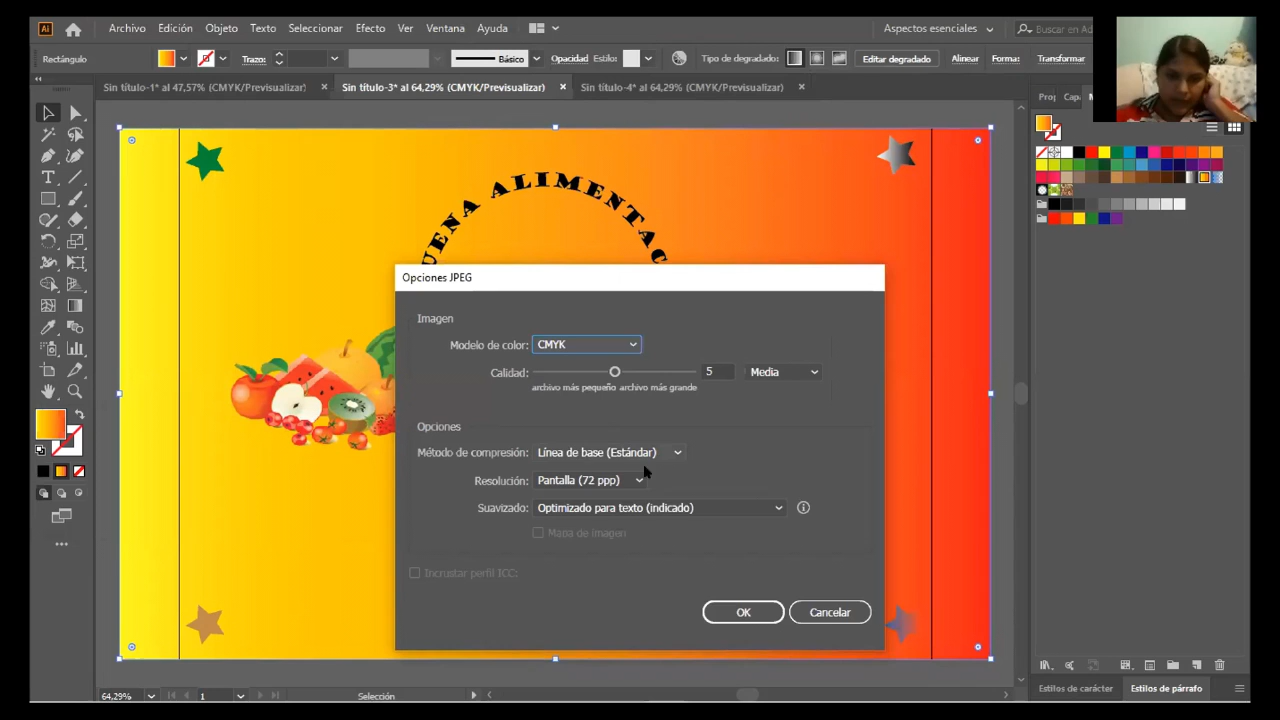 Ai
Archivo Edición Objeto Texto Seleccionar Efecto Ver Ventana Ayuda
Aspectos esenciales
Buscar en Ad
Rectángulo
Trazo:
Básico
Opacidad Estilo:
Tipo de degradado:
Editar degradado
Alinear
Forma:
Transformar
Sin título-1* al 47,57% (CMYK/Previsualizar) ×
Sin título-3* al 64,29% (CMYK/Previsualizar) ×
Sin título-4* al 64,29% (CMYK/Previsualizar) ×
UENA ALIMENTAC
Opciones JPEG
Imagen
Modelo de color: CMYK
Calidad: 5 Media
archivo más pequeño archivo más grande
Opciones
Método de compresión: Línea de base (Estándar)
Resolución: Pantalla (72 ppp)
Suavizado: Optimizado para texto (indicado)
Mapa de imagen
Incrustar perfil ICC:
OK Cancelar
64,29% 1 Selección
Estilos de carácter Estilos de párrafo